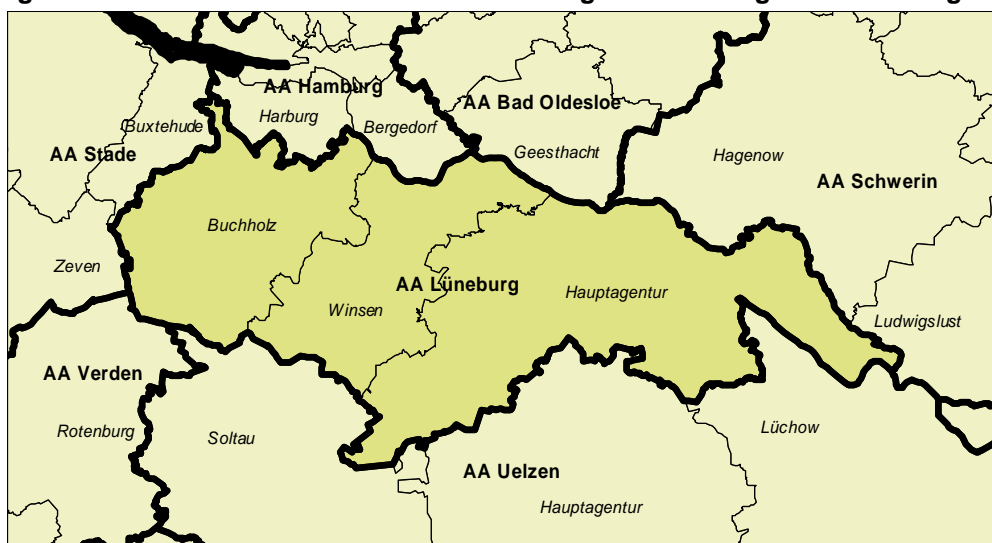 AA Hamburg
Harburg
AA Bad Oldesloe
Buxtehude
Bergedorf
AA Stade
Geesthacht
Hagenow
AA Schwerin
Buchholz
Zeven
AA Lüneburg
Winsen
Hauptagentur
Ludwigslust
AA Verden
Rotenburg
Soltau
Lüchow
AA Uelzen
Hauptagentur